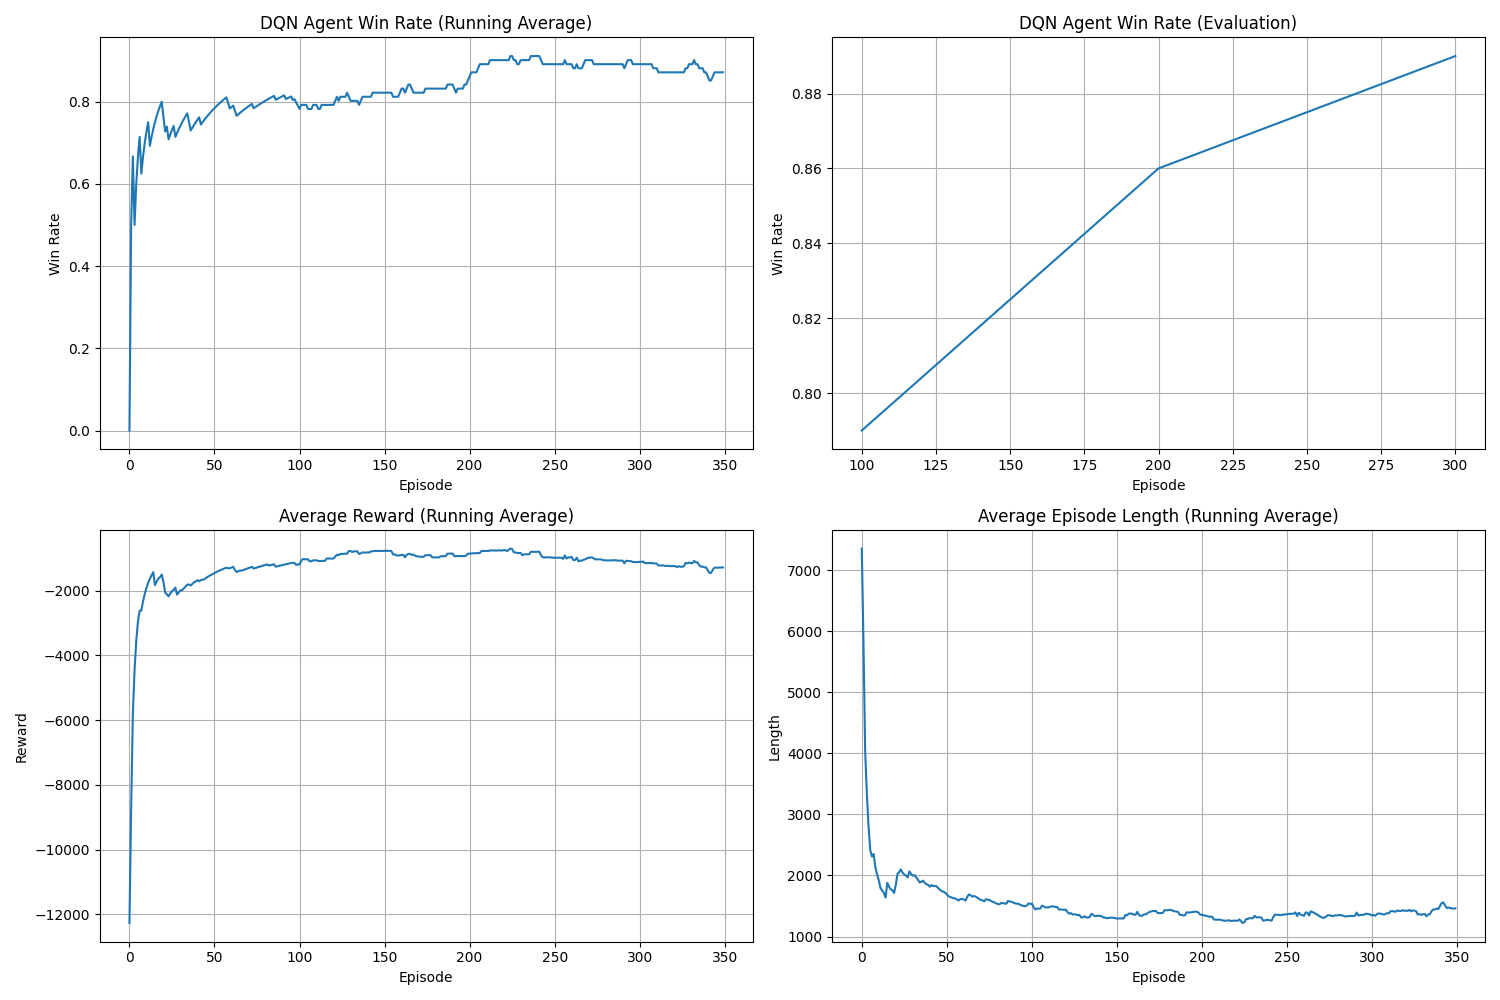 DQN Agent Win Rate (Running Average)
Win Rate
0.8
0.6
0.4
0.2
0.0
0 50 100 150 200 250 300 350
Episode
DQN Agent Win Rate (Evaluation)
Win Rate
0.88
0.86
0.84
0.82
0.80
100 125 150 175 200 225 250 275 300
Episode
Average Reward (Running Average)
Reward
−2000
−4000
−6000
−8000
−10000
−12000
0 50 100 150 200 250 300 350
Episode
Average Episode Length (Running Average)
Length
7000
6000
5000
4000
3000
2000
1000
0 50 100 150 200 250 300 350
Episode